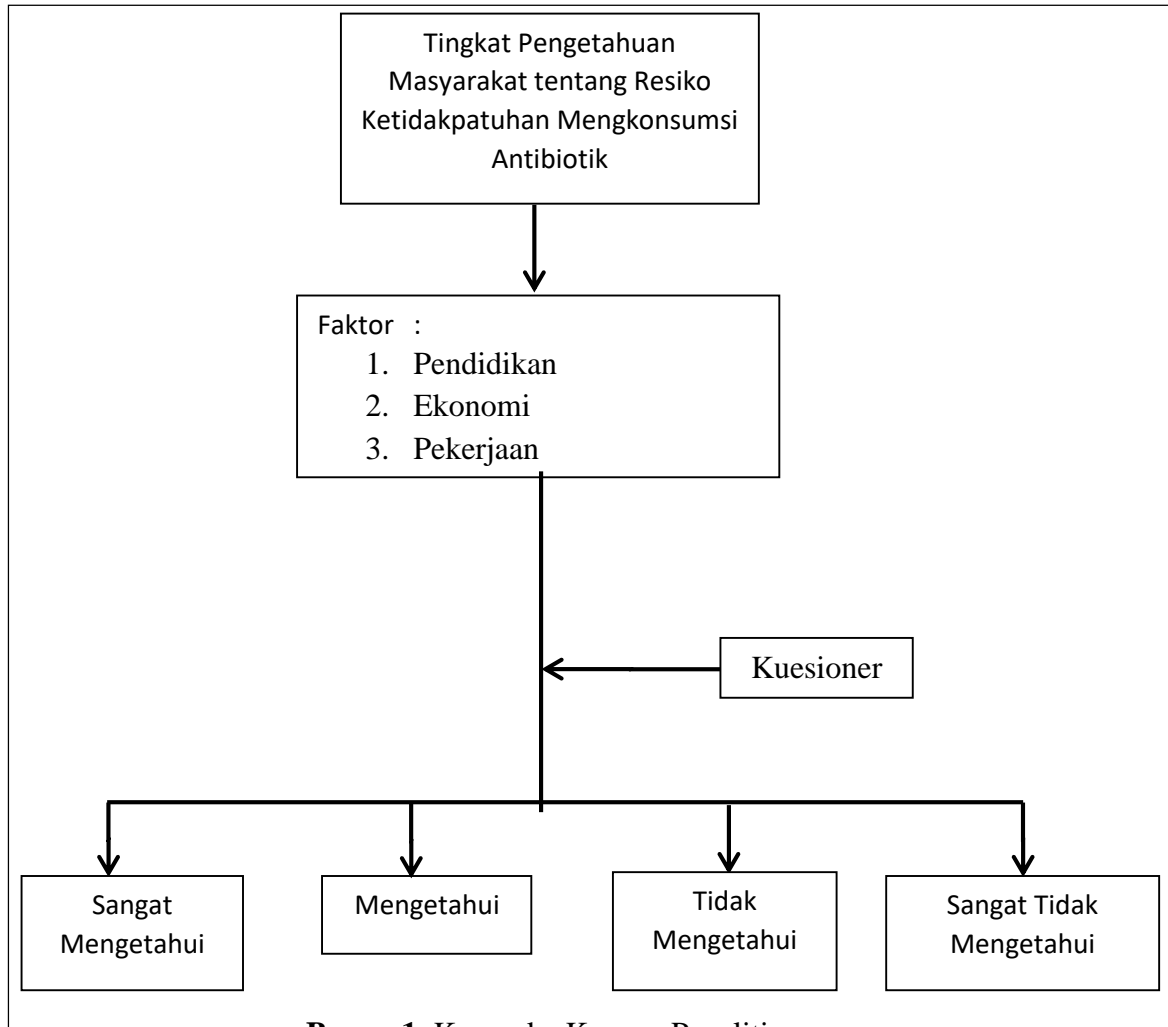 Tingkat Pengetahuan
Masyarakat tentang Resiko
Ketidakpatuhan Mengkonsumsi
Antibiotik
Faktor :
1. Pendidikan
2. Ekonomi
3. Pekerjaan
Kuesioner
Sangat
Mengetahui
Mengetahui
Tidak
Mengetahui
Sangat Tidak
Mengetahui